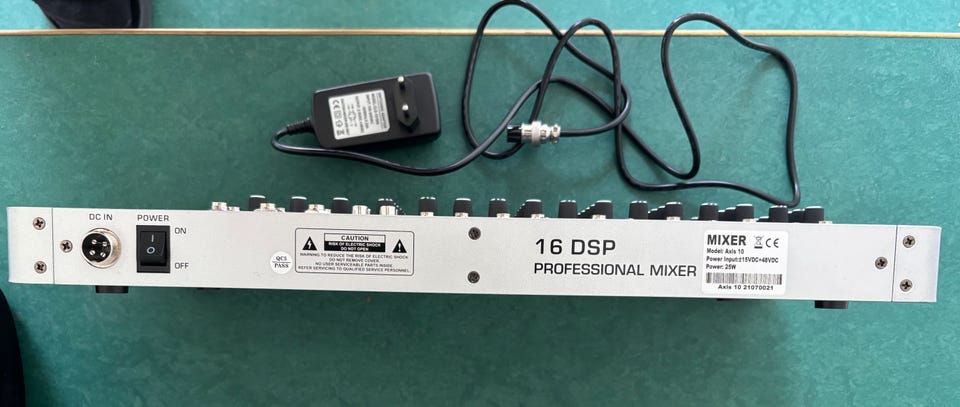 DC IN
POWER
ON
I
O
OFF
QC5
PASS
CAUTION
RISK OF ELECTRIC SHOCK
DO NOT OPEN
WARNING: TO REDUCE THE RISK OF ELECTRIC SHOCK
DO NOT REMOVE COVER.
NO USER SERVICEABLE PARTS INSIDE.
REFER SERVICING TO QUALIFIED SERVICE PERSONNEL.
16 DSP
PROFESSIONAL MIXER
MIXER CE
Model: Axis 10
Power Input:±15VDC+48VDC
Power: 25W
Axis 10 21070021